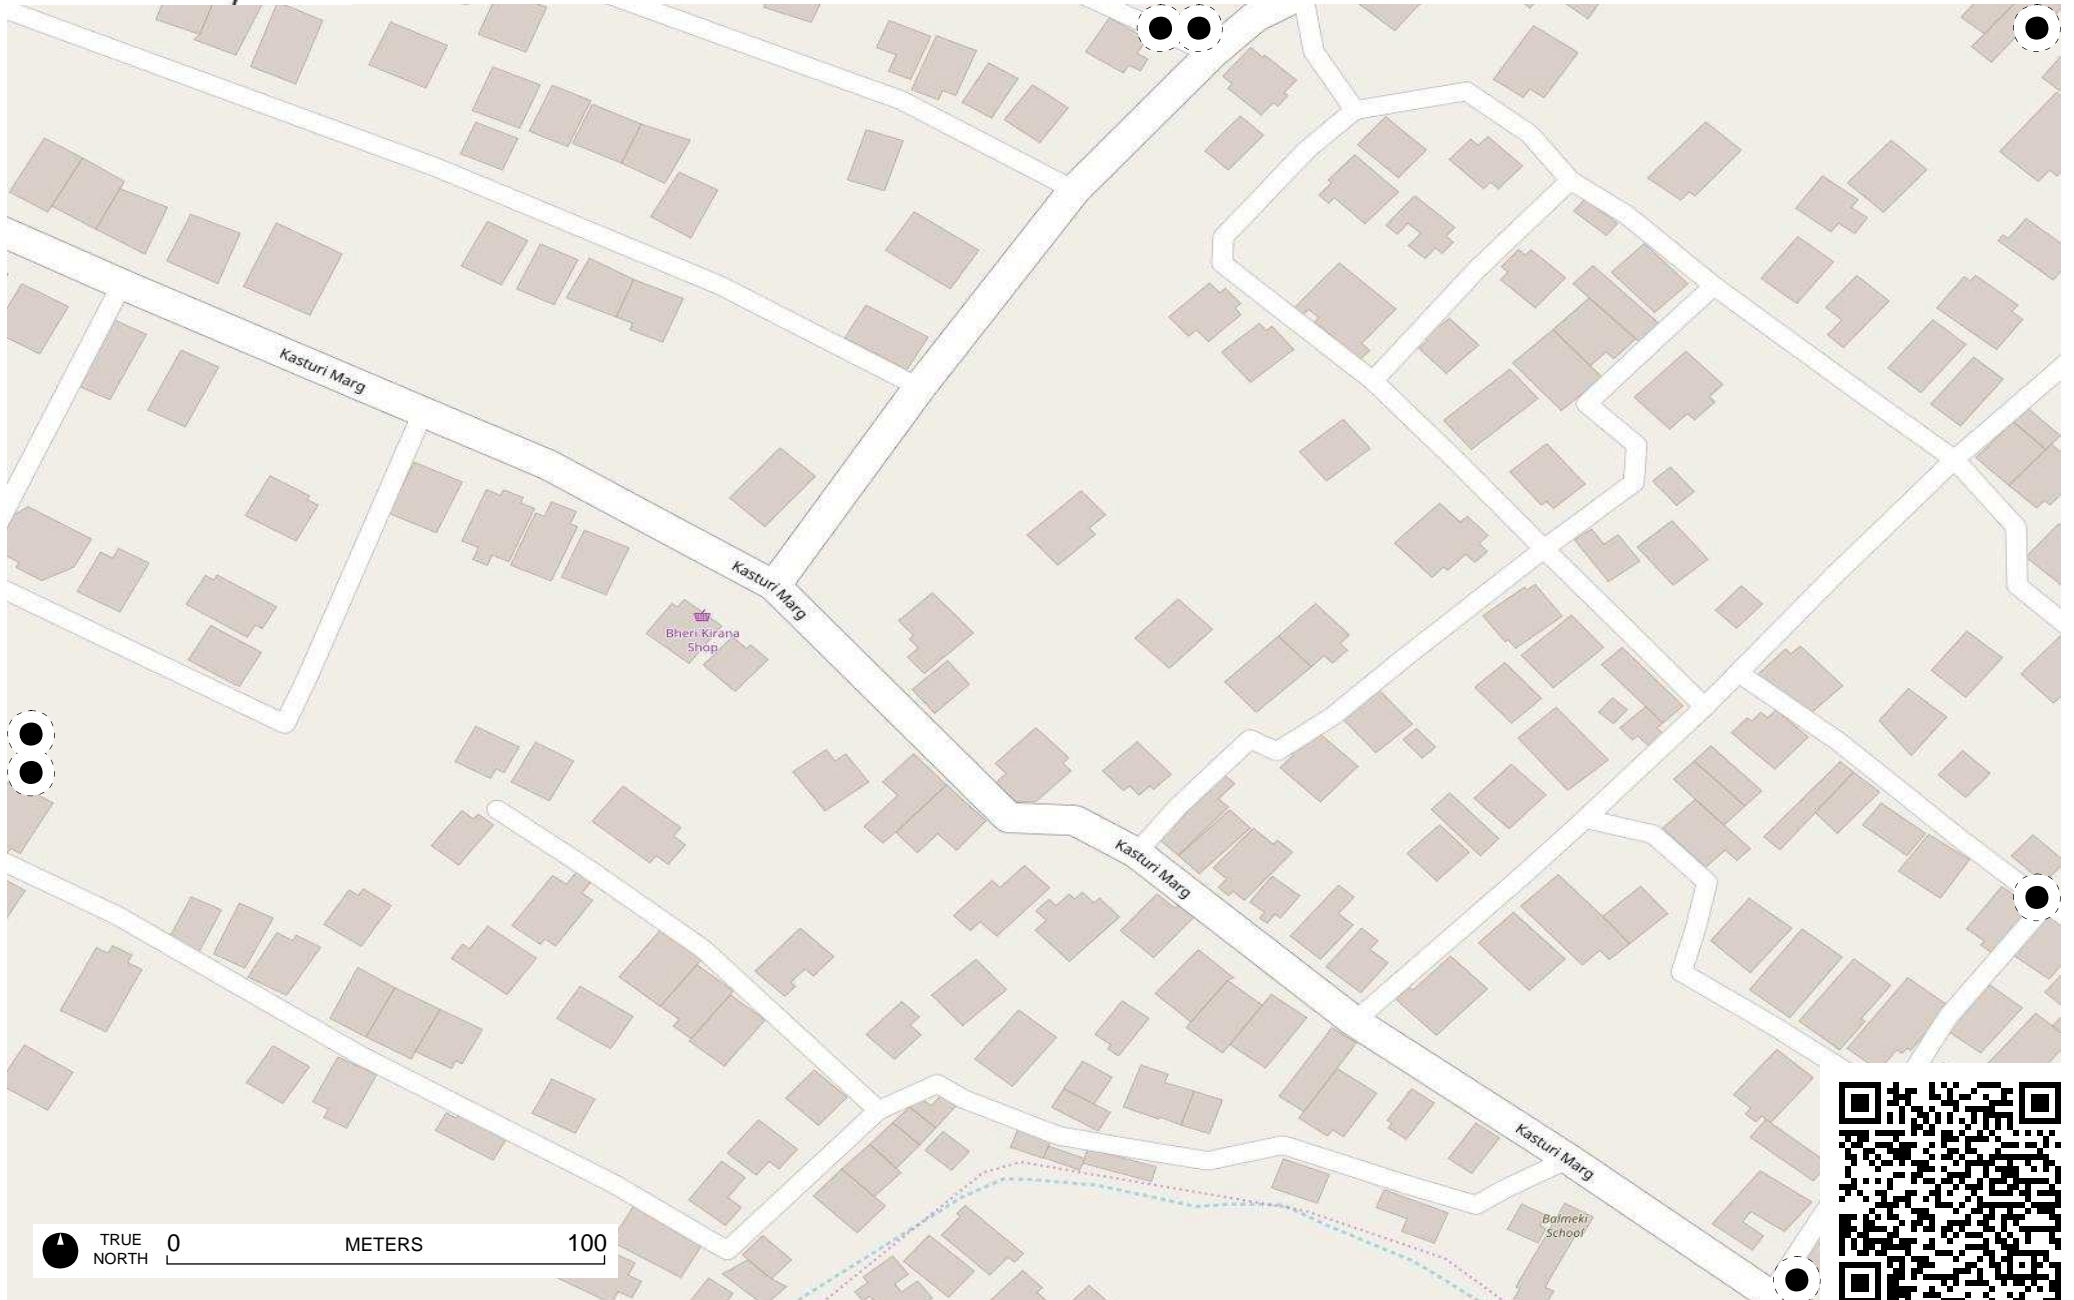 Kasturi Marg
Kasturi Marg
Bheri Kirana
Shop
Kasturi Marg
Kasturi Marg
Balmeki
School
TRUE
NORTH
0 METERS 100